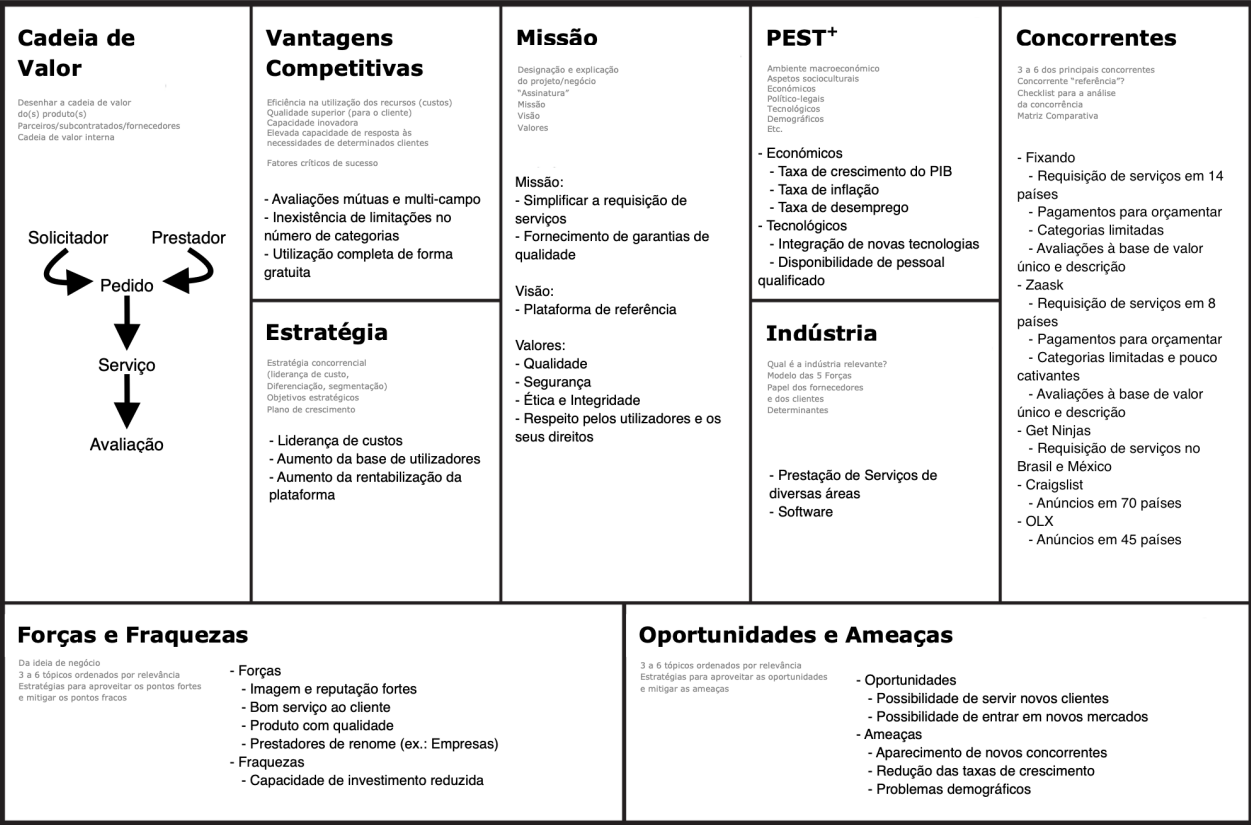 Cadeia de
Valor
Desenhar a cadeia de valor
do(s) produto(s)
Parceiros/subcontratados/fornecedores
Cadeia de valor interna
Solicitador
Prestador
Pedido
Serviço
Avaliação
Vantagens
Competitivas
Eficiência na utilização dos recursos (custos)
Qualidade superior (para o cliente)
Capacidade inovadora
Elevada capacidade de resposta às
necessidades de determinados clientes
Fatores críticos de sucesso
- Avaliações mútuas e multi-campo
- Inexistência de limitações no
número de categorias
- Utilização completa de forma
gratuita
Estratégia
Estratégia concorrencial
(liderança de custo,
Diferenciação, segmentação)
Objetivos estratégicos
Plano de crescimento
- Liderança de custos
- Aumento da base de utilizadores
- Aumento da rentabilização da
plataforma
Missão
Designação e explicação
do projeto/negócio
"Assinatura"
Missão
Visão
Valores
Missão:
- Simplificar a requisição de
serviços
- Fornecimento de garantias de
qualidade
Visão:
- Plataforma de referência
Valores:
- Qualidade
- Segurança
- Ética e Integridade
- Respeito pelos utilizadores e os
seus direitos
PEST+
Ambiente macroeconómico
Aspetos socioculturais
Económicos
Político-legais
Tecnológicos
Demográficos
Etc.
- Económicos
- Taxa de crescimento do PIB
- Taxa de inflação
- Taxa de desemprego
- Tecnológicos
- Integração de novas tecnologias
- Disponibilidade de pessoal
qualificado
Indústria
Qual é a indústria relevante?
Modelo das 5 Forças
Papel dos fornecedores
e dos clientes
Determinantes
- Prestação de Serviços de
diversas áreas
- Software
Concorrentes
3 a 6 dos principais concorrentes
Concorrente "referência"?
Checklist para a análise
da concorrência
Matriz Comparativa
- Fixando
- Requisição de serviços em 14
países
- Pagamentos para orçamentar
- Categorias limitadas
- Avaliações à base de valor
único e descrição
- Zaask
- Requisição de serviços em 8
países
- Pagamentos para orçamentar
- Categorias limitadas e pouco
cativantes
- Avaliações à base de valor
único e descrição
- Get Ninjas
- Requisição de serviços no
Brasil e México
- Craigslist
- Anúncios em 70 países
- OLX
- Anúncios em 45 países
Forças e Fraquezas
Da ideia de negócio
3 a 6 tópicos ordenados por relevância
Estratégias para aproveitar os pontos fortes
e mitigar os pontos fracos
- Forças
- Imagem e reputação fortes
- Bom serviço ao cliente
- Produto com qualidade
- Prestadores de renome (ex.: Empresas)
- Fraquezas
- Capacidade de investimento reduzida
Oportunidades e Ameaças
3 a 6 tópicos ordenados por relevância
Estratégias para aproveitar as oportunidades
e mitigar as ameaças
- Oportunidades
- Possibilidade de servir novos clientes
- Possibilidade de entrar em novos mercados
- Ameaças
- Aparecimento de novos concorrentes
- Redução das taxas de crescimento
- Problemas demográficos